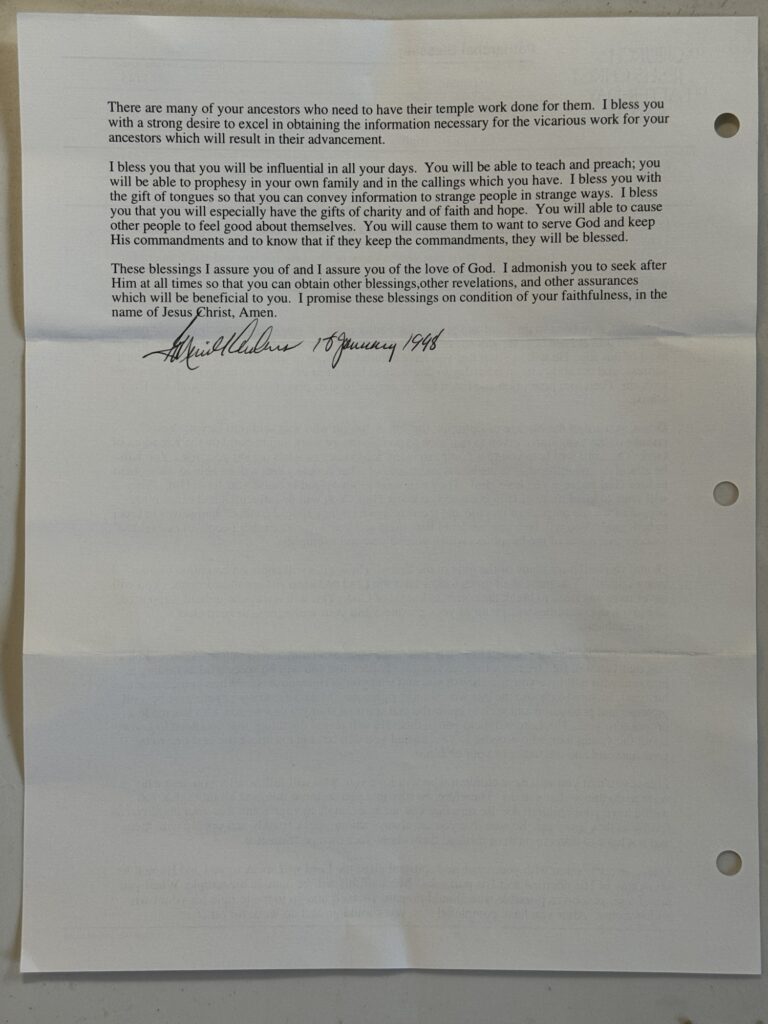 There are many of your ancestors who need to have their temple work done for them. I bless you
with a strong desire to excel in obtaining the information necessary for the vicarious work for your
ancestors which will result in their advancement.
I bless you that you will be influential in all your days. You will be able to teach and preach; you
will be able to prophesy in your own family and in the callings which you have. I bless you with
the gift of tongues so that you can convey information to strange people in strange ways. I bless
you that you will especially have the gifts of charity and of faith and hope. You will able to cause
other people to feel good about themselves. You will cause them to want to serve God and keep
His commandments and to know that if they keep the commandments, they will be blessed.
These blessings I assure you of and I assure you of the love of God. I admonish you to seek after
Him at all times so that you can obtain other blessings,other revelations, and other assurances
which will be beneficial to you. I promise these blessings on condition of your faithfulness, in the
name of Jesus Christ, Amen.
January 1998